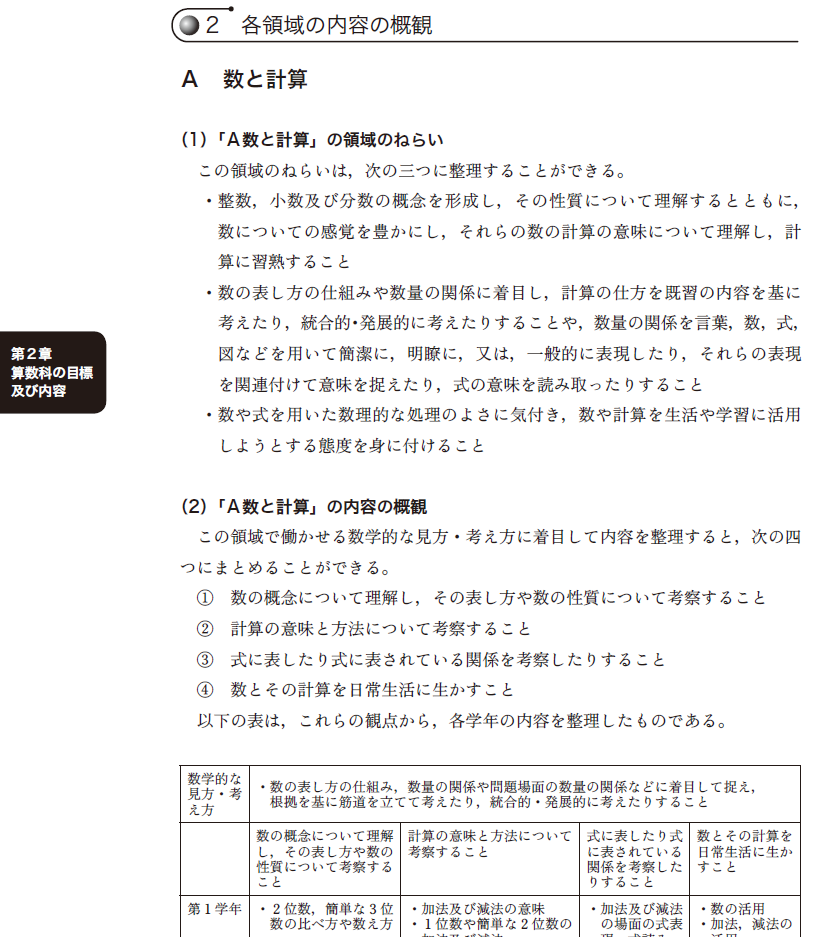 2 各領域の内容の概観
A 数と計算
(1)「A数と計算」の領域のねらい
この領域のねらいは，次の三つに整理することができる。
・整数，小数及び分数の概念を形成し，その性質について理解するとともに，
数についての感覚を豊かにし，それらの数の計算の意味について理解し，計
算に習熟すること
・数の表し方の仕組みや数量の関係に着目し，計算の仕方を既習の内容を基に
考えたり，統合的・発展的に考えたりすることや，数量の関係を言葉，数，式，
図などを用いて簡潔に，明瞭に，又は，一般的に表現したり，それらの表現
を関連付けて意味を捉えたり，式の意味を読み取ったりすること
・数や式を用いた数理的な処理のよさに気付き，数や計算を生活や学習に活用
しようとする態度を身に付けること
第2章
算数科の目標
及び内容
(2)「A数と計算」の内容の概観
この領域で働かせる数学的な見方・考え方に着目して内容を整理すると，次の四
つにまとめることができる。
① 数の概念について理解し，その表し方や数の性質について考察すること
② 計算の意味と方法について考察すること
③ 式に表したり式に表されている関係を考察したりすること
④ 数とその計算を日常生活に生かすこと
以下の表は，これらの観点から，各学年の内容を整理したものである。
数学的な
見方・考
え方
・数の表し方の仕組み，数量の関係や問題場面の数量の関係などに着目して捉え，
根拠を基に筋道を立てて考えたり，統合的・発展的に考えたりすること
数の概念について理解
し，その表し方や数の
性質について考察する
こと
計算の意味と方法について
考察すること
式に表したり式
に表されている
関係を考察した
りすること
数とその計算を
日常生活に生か
すこと
第1学年
・2位数，簡単な3位
数の比べ方や数え方
・加法及び減法の意味
・1位数や簡単な2位数の
・加法及び減法
の場面の式表
・数の活用
・加法，減法の